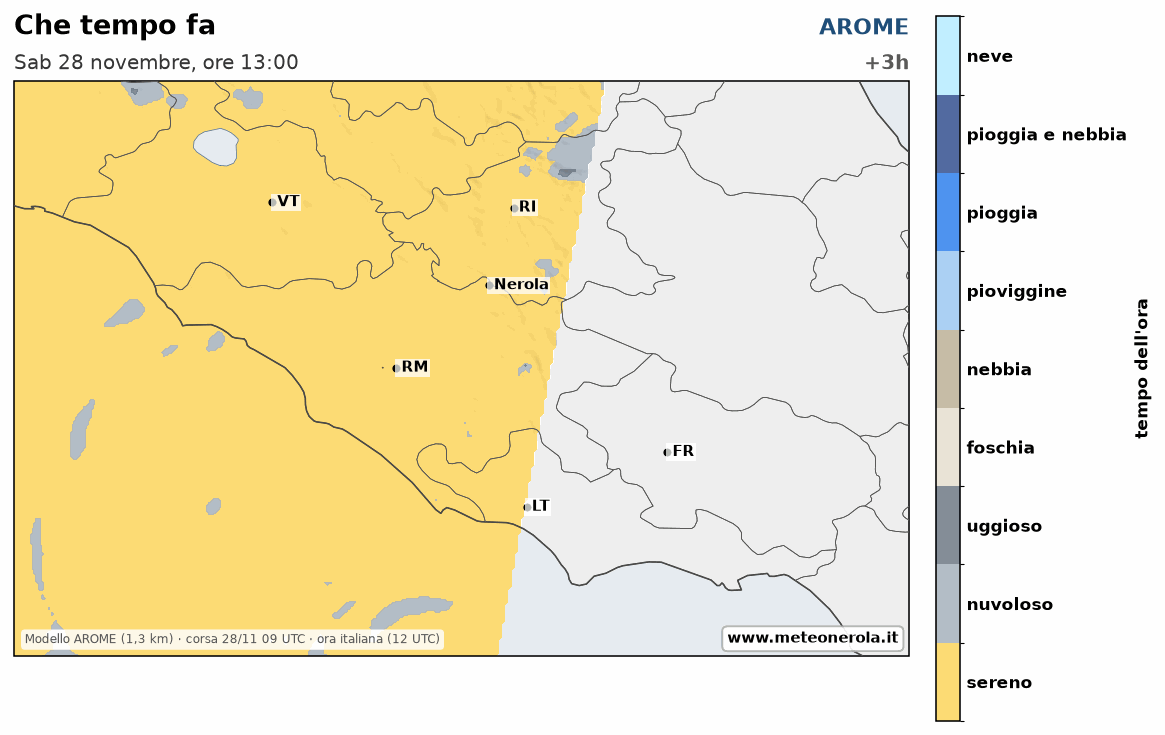 Che tempo fa
AROME
Sab 28 novembre, ore 13:00
+3h
VT
RI
Nerola
RM
FR
LT
Modello AROME (1,3 km) · corsa 28/11 09 UTC · ora italiana (12 UTC)
www.meteonerola.it
neve
pioggia e nebbia
pioggia
pioviggine
nebbia
foschia
uggioso
nuvoloso
sereno
tempo dell'ora